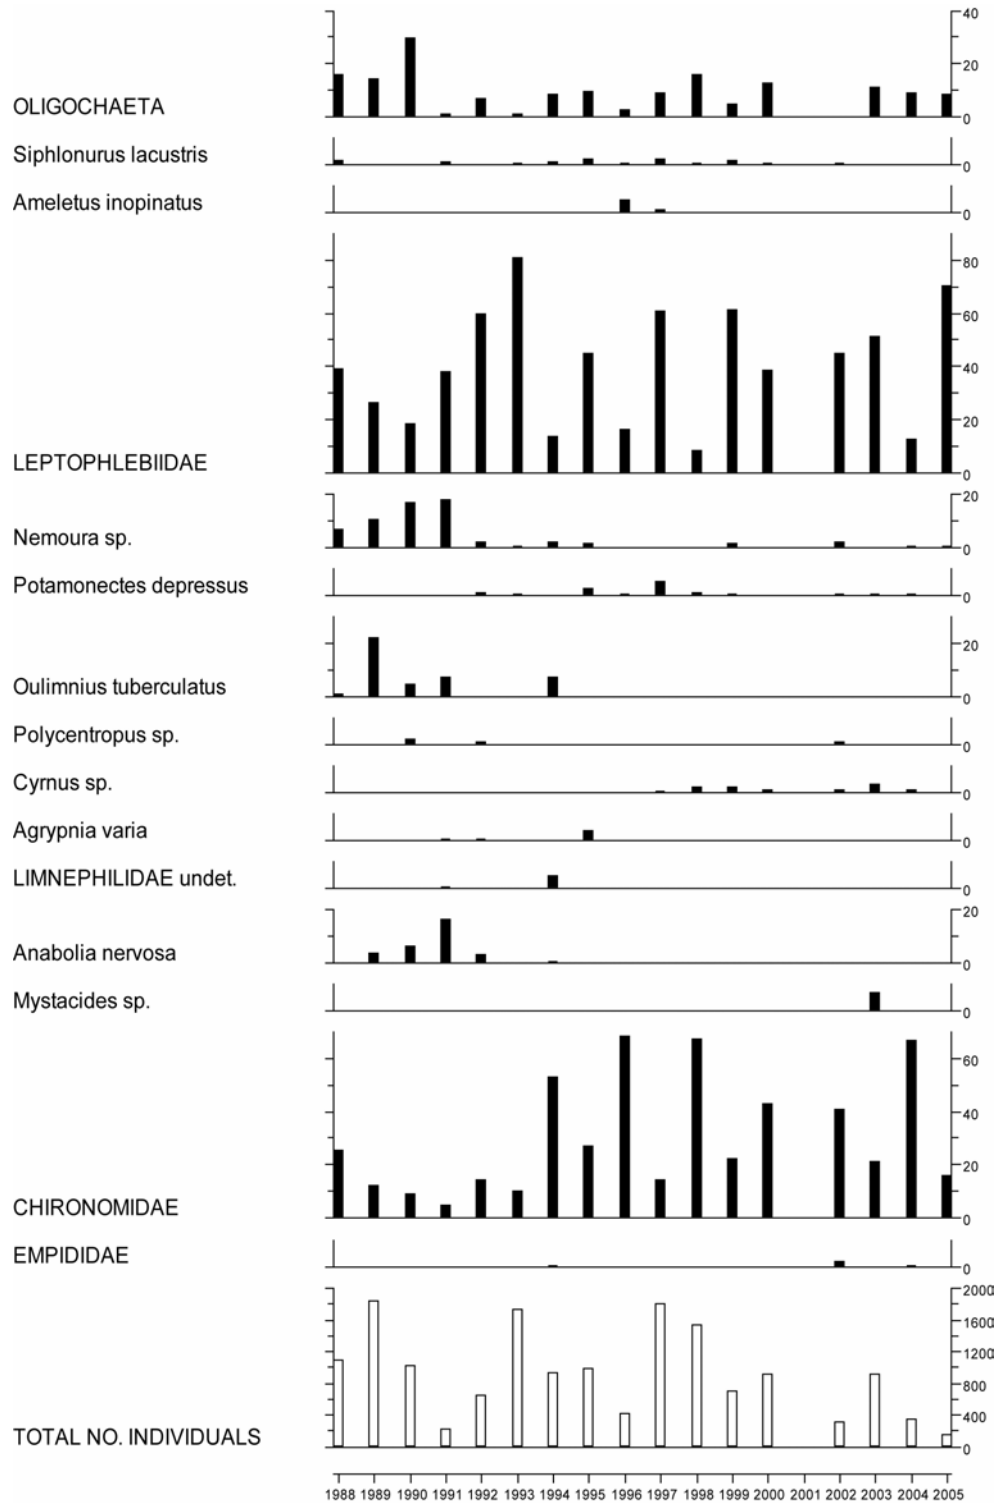 40
20
OLIGOCHAETA
0
Siphlonurus lacustris
0
Ameletus inopinatus
0
80
60
40
20
LEPTOPHLEBIIDAE
0
20
Nemoura sp.
0
Potamonectes depressus
0
20
Oulimnius tuberculatus
0
Polycentropus sp.
0
Cyrnus sp.
0
Agrypnia varia
0
LIMNEPHILIDAE undet.
0
20
Anabolia nervosa
0
Mystacides sp.
0
60
40
20
CHIRONOMIDAE
0
EMPIDIDAE
0
2000
1600
1200
800
400
TOTAL NO. INDIVIDUALS
0
1988 1989 1990 1991 1992 1993 1994 1995 1996 1997 1998 1999 2000 2001 2002 2003 2004 2005